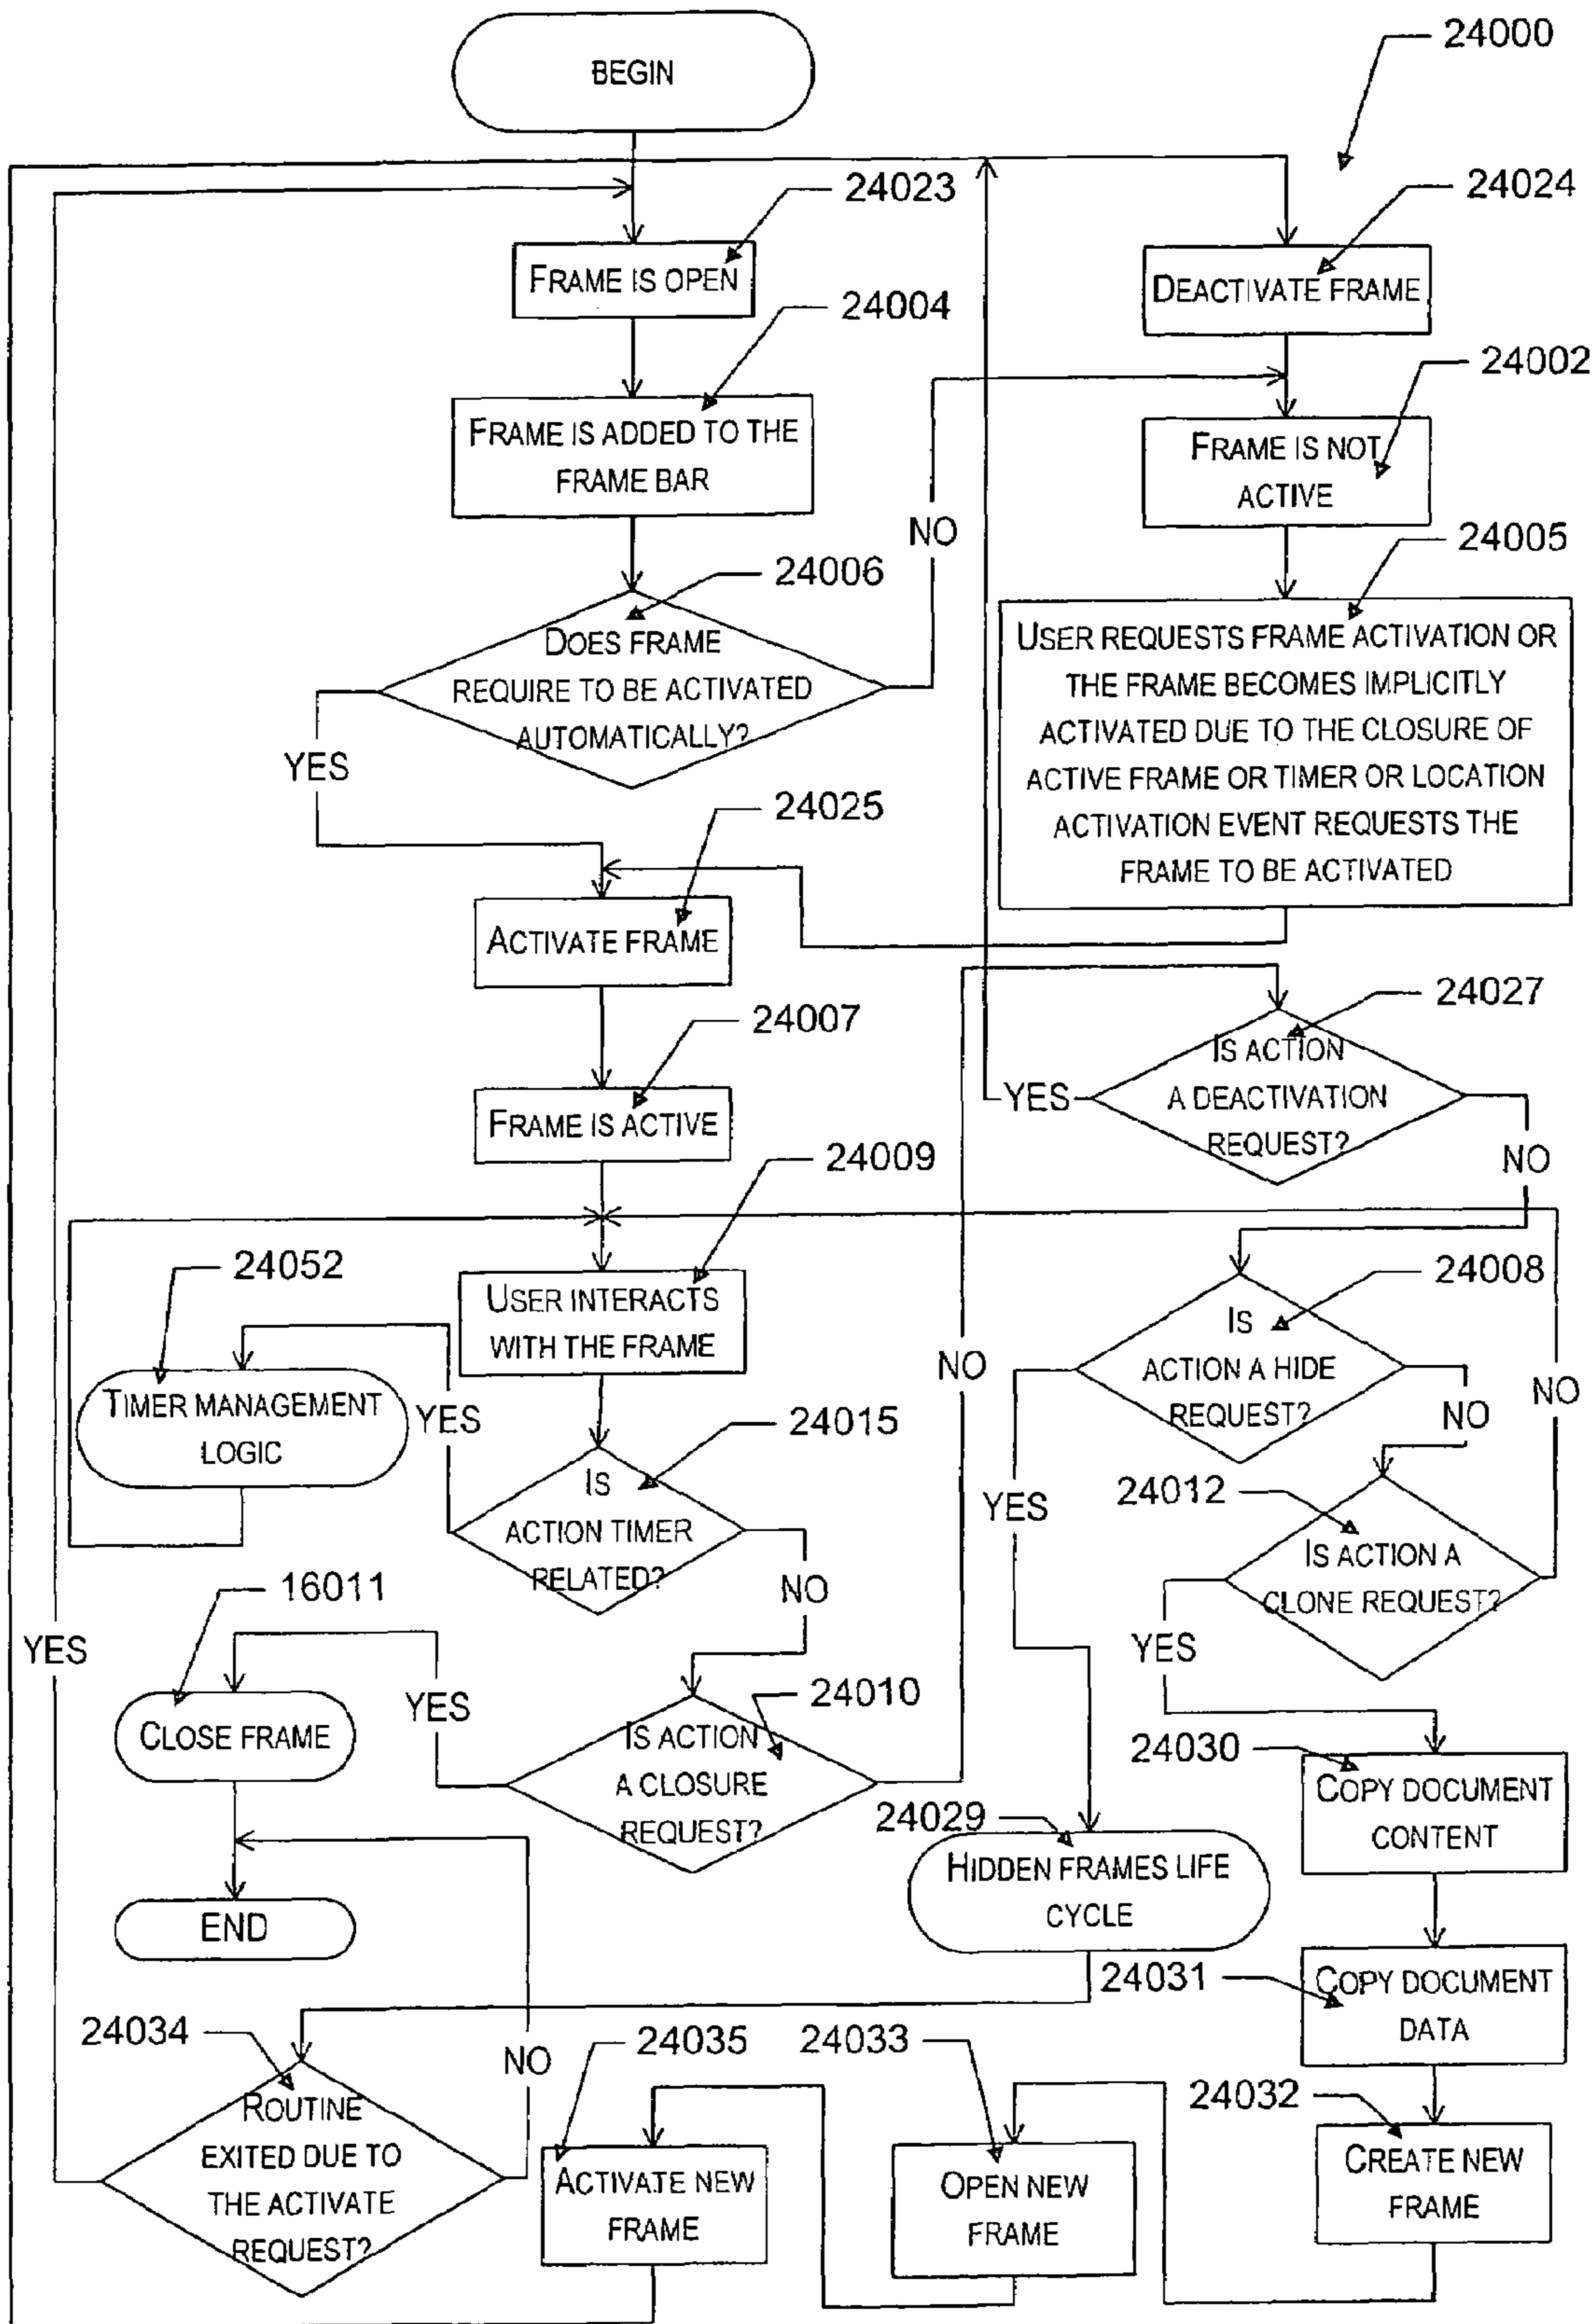 BEGIN
24000
24023
24024
FRAME IS OPEN
DEACTIVATE FRAME
24004
24002
FRAME IS ADDED TO THE
FRAME BAR
FRAME IS NOT
ACTIVE
NO
24005
24006
DOES FRAME
REQUIRE TO BE ACTIVATED
AUTOMATICALLY?
USER REQUESTS FRAME ACTIVATION OR
THE FRAME BECOMES IMPLICITLY
ACTIVATED DUE TO THE CLOSURE OF
ACTIVE FRAME OR TIMER OR LOCATION
ACTIVATION EVENT REQUESTS THE
FRAME TO BE ACTIVATED
YES
24025
ACTIVATE FRAME
24027
24007
IS ACTION
A DEACTIVATION
REQUEST?
YES
NO
FRAME IS ACTIVE
24009
24052
USER INTERACTS
WITH THE FRAME
24008
IS
ACTION A HIDE
REQUEST?
NO
NO
NO
TIMER MANAGEMENT
LOGIC
YES
24015
IS
ACTION TIMER
RELATED?
NO
YES
24012
IS ACTION A
CLONE REQUEST?
16011
YES
YES
CLOSE FRAME
YES
24010
IS ACTION
A CLOSURE
REQUEST?
24030
COPY DOCUMENT
CONTENT
24029
HIDDEN FRAMES LIFE
CYCLE
END
24031
COPY DOCUMENT
DATA
24034
NO
24035
24033
24032
ROUTINE
EXITED DUE TO
THE ACTIVATE
REQUEST?
ACTIVATE NEW
FRAME
OPEN NEW
FRAME
CREATE NEW
FRAME